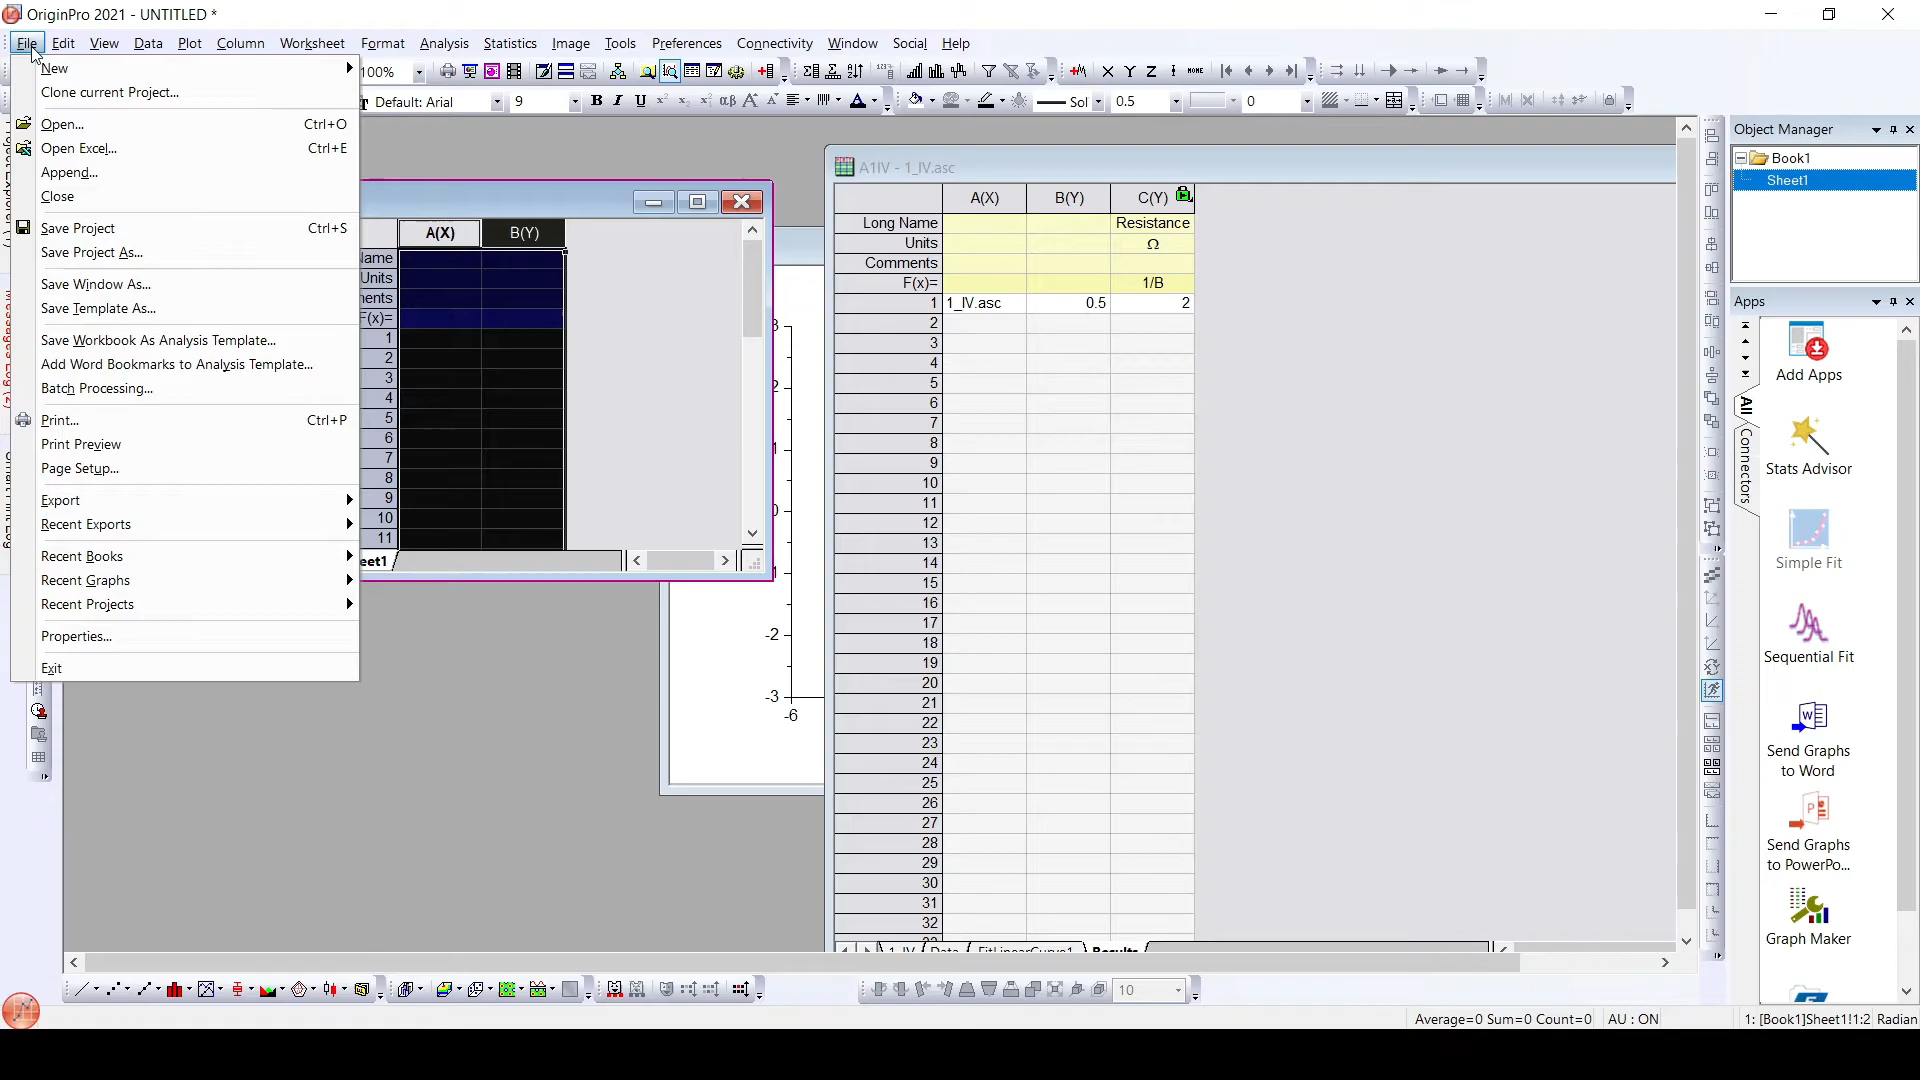 OriginPro 2021 - UNTITLED *
File Edit View Data Plot Column Worksheet Format Analysis Statistics Image Tools Preferences Connectivity Window Social Help
100%
Default: Arial 9 B I U αβ A Sol 0.5 0
New
Clone current Project...
Open... Ctrl+O
Open Excel... Ctrl+E
Append...
Close
Save Project Ctrl+S
Save Project As...
Save Window As...
Save Template As...
Save Workbook As Analysis Template...
Add Word Bookmarks to Analysis Template...
Batch Processing...
Print... Ctrl+P
Print Preview
Page Setup...
Export
Recent Exports
Recent Books
Recent Graphs
Recent Projects
Properties...
Exit
A(X) B(Y)
Units
F(x)=
1
2
3
4
5
6
7
8
9
10
11
-2
-3
-6
A1IV - 1_IV.asc
A(X) B(Y) C(Y)
Long Name Resistance
Units Ω
Comments
F(x)= 1/B
1 1_IV.asc 0.5 2
2
3
4
5
6
7
8
9
10
11
12
13
14
15
16
17
18
19
20
21
22
23
24
25
26
27
28
29
30
31
32
1_IV Data FitLinearCurve1 Results
Object Manager
Book1
Sheet1
Apps
All
Connectors
Add Apps
Stats Advisor
Simple Fit
Sequential Fit
Send Graphs
to Word
Send Graphs
to PowerPo...
Graph Maker
10
Average=0 Sum=0 Count=0 AU : ON 1: [Book1]Sheet1!1:2 Radian